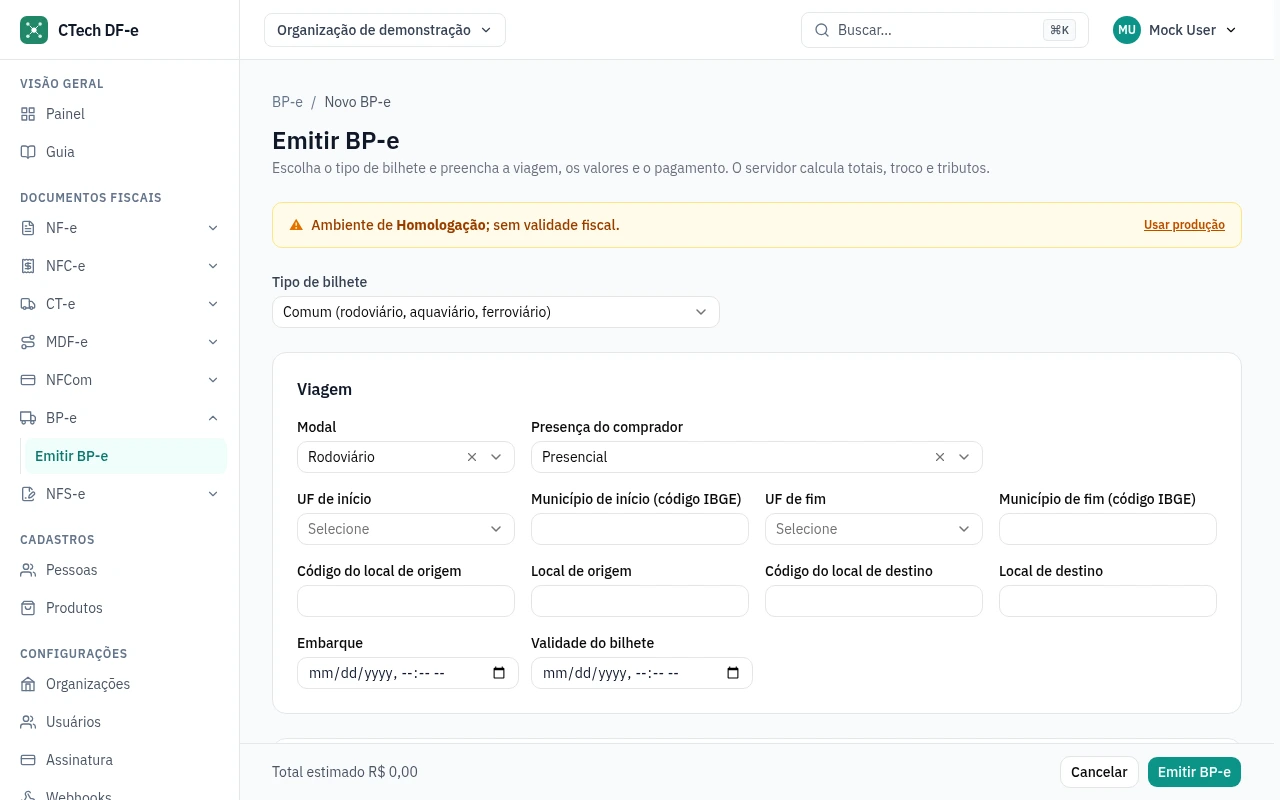 CTech DF-e
Organização de demonstração
Buscar...
⌘K
MU
Mock User
VISÃO GERAL
Painel
Guia
DOCUMENTOS FISCAIS
NF-e
NFC-e
CT-e
MDF-e
NFCom
BP-e
Emitir BP-e
NFS-e
CADASTROS
Pessoas
Produtos
CONFIGURAÇÕES
Organizações
Usuários
Assinatura
Webhooks
BP-e / Novo BP-e
Emitir BP-e
Escolha o tipo de bilhete e preencha a viagem, os valores e o pagamento. O servidor calcula totais, troco e tributos.
Ambiente de Homologação; sem validade fiscal.
Usar produção
Tipo de bilhete
Comum (rodoviário, aquaviário, ferroviário)
Viagem
Modal
Presença do comprador
Rodoviário
Presencial
UF de início
Município de início (código IBGE)
UF de fim
Município de fim (código IBGE)
Selecione
Selecione
Código do local de origem
Local de origem
Código do local de destino
Local de destino
Embarque
Validade do bilhete
mm/dd/yyyy, --:-- --
mm/dd/yyyy, --:-- --
Total estimado R$ 0,00
Cancelar
Emitir BP-e